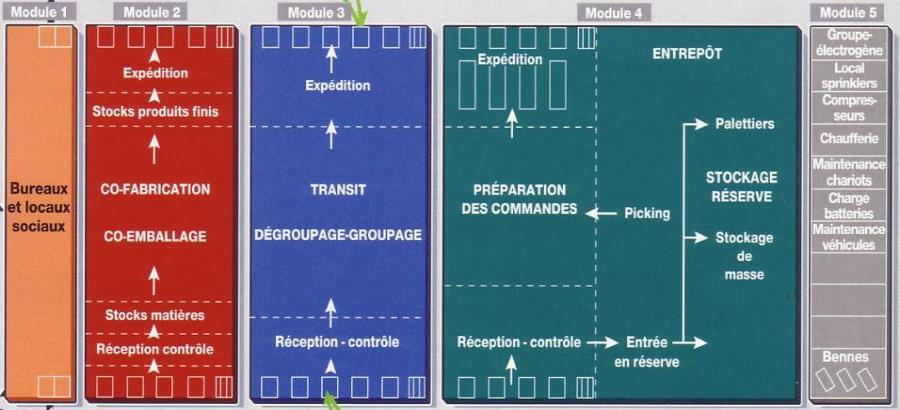 Module 1
Bureaux
et locaux
sociaux
Module 2
Expédition
Stocks produits finis
CO-FABRICATION
CO-EMBALLAGE
Stocks matières
Réception contrôle
Module 3
Expédition
TRANSIT
DÉGROUPAGE-GROUPAGE
Réception - contrôle
Module 4
Expédition
PRÉPARATION
DES COMMANDES
Réception - contrôle
ENTREPÔT
Palettiers
STOCKAGE
RÉSERVE
Picking
Stockage
de
masse
Entrée
en réserve
Module 5
Groupe-
électrogène
Local
sprinklers
Compres-
seurs
Chaufferie
Maintenance
chariots
Charge
batteries
Maintenance
véhicules
Bennes